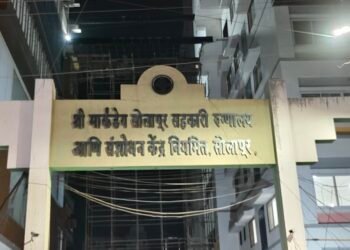 श्री मार्कंडेय सोलापूर सहकारी रुग्णालय
आणि संशोधन केंद्र नियमित, सोलापूर.